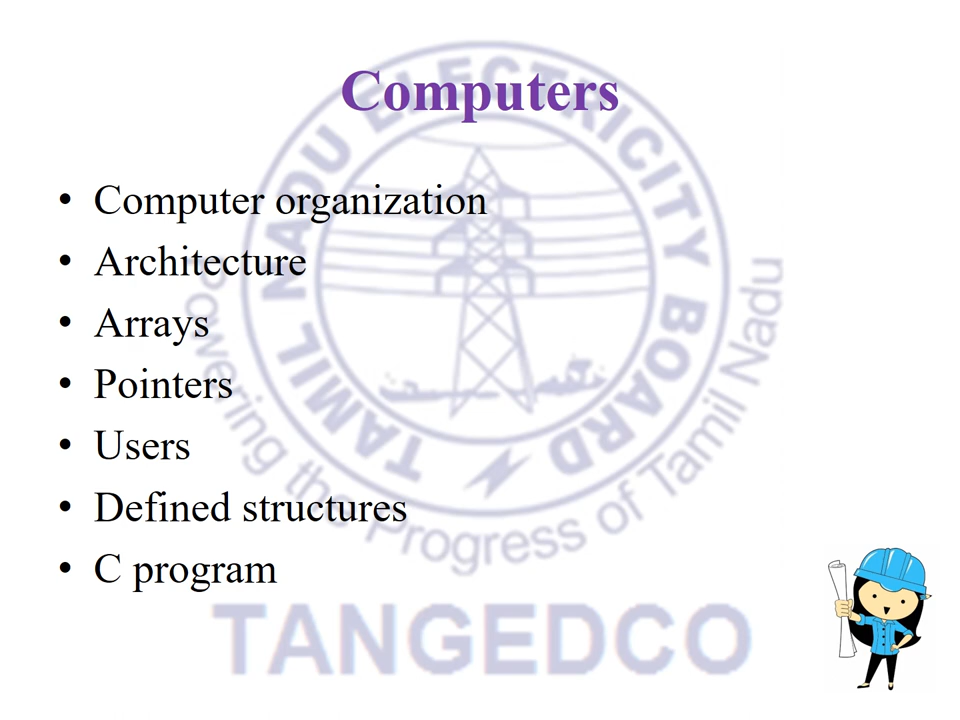 Computers
• Computer organization
• Architecture
• Arrays
• Pointers
• Users
• Defined structures
• C program
TAMIL NADU ELECTRICITY BOARD
Powering the Progress of Tamil Nadu
TANGEDCO